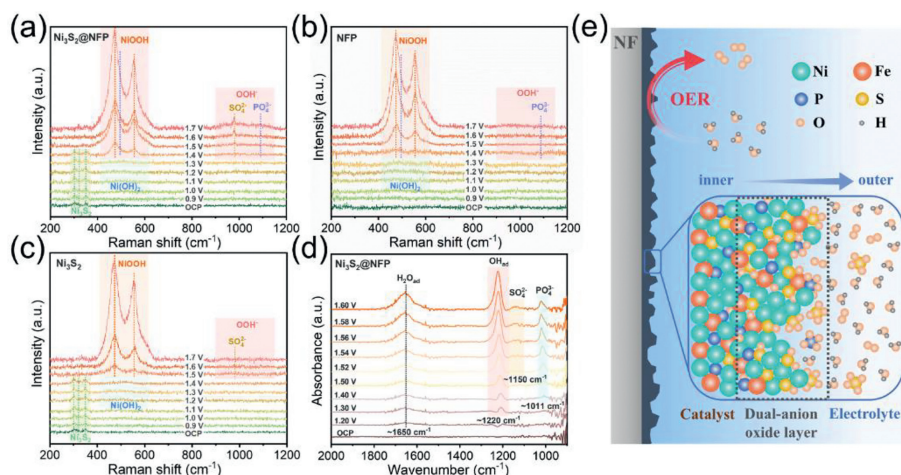 (a)
Ni₃S₂@NFP
NiOOH
OOH⁻
SO₄²⁻
PO₄³⁻
1.7 V
1.6 V
1.5 V
1.4 V
1.3 V
1.2 V
1.1 V
1.0 V
0.9 V
OCP
Ni(OH)₂
Ni₃S₂
Intensity (a.u.)
200 400 600 800 1000 1200
Raman shift (cm⁻¹)
(b)
NFP
NiOOH
OOH⁻
PO₄³⁻
1.7 V
1.6 V
1.5 V
1.4 V
1.3 V
1.2 V
1.1 V
1.0 V
0.9 V
OCP
Ni(OH)₂
Intensity (a.u.)
200 400 600 800 1000 1200
Raman shift (cm⁻¹)
(c)
Ni₃S₂
NiOOH
OOH⁻
SO₄²⁻
1.7 V
1.6 V
1.5 V
1.4 V
1.3 V
1.2 V
1.1 V
1.0 V
0.9 V
OCP
Ni(OH)₂
Ni₃S₂
Intensity (a.u.)
200 400 600 800 1000 1200
Raman shift (cm⁻¹)
(d)
Ni₃S₂@NFP
H₂Oad
OHad
SO₄²⁻
PO₄³⁻
1.60 V
1.58 V
1.56 V
1.54 V
1.52 V
1.50 V
1.40 V
1.30 V
1.20 V
OCP
~1650 cm⁻¹
~1220 cm⁻¹
~1150 cm⁻¹
~1011 cm⁻¹
Absorbance (a.u.)
2000 1800 1600 1400 1200 1000
Wavenumber (cm⁻¹)
(e)
NF
OER
Ni Fe
P S
O H
inner outer
Catalyst Dual-anion Electrolyte
oxide layer